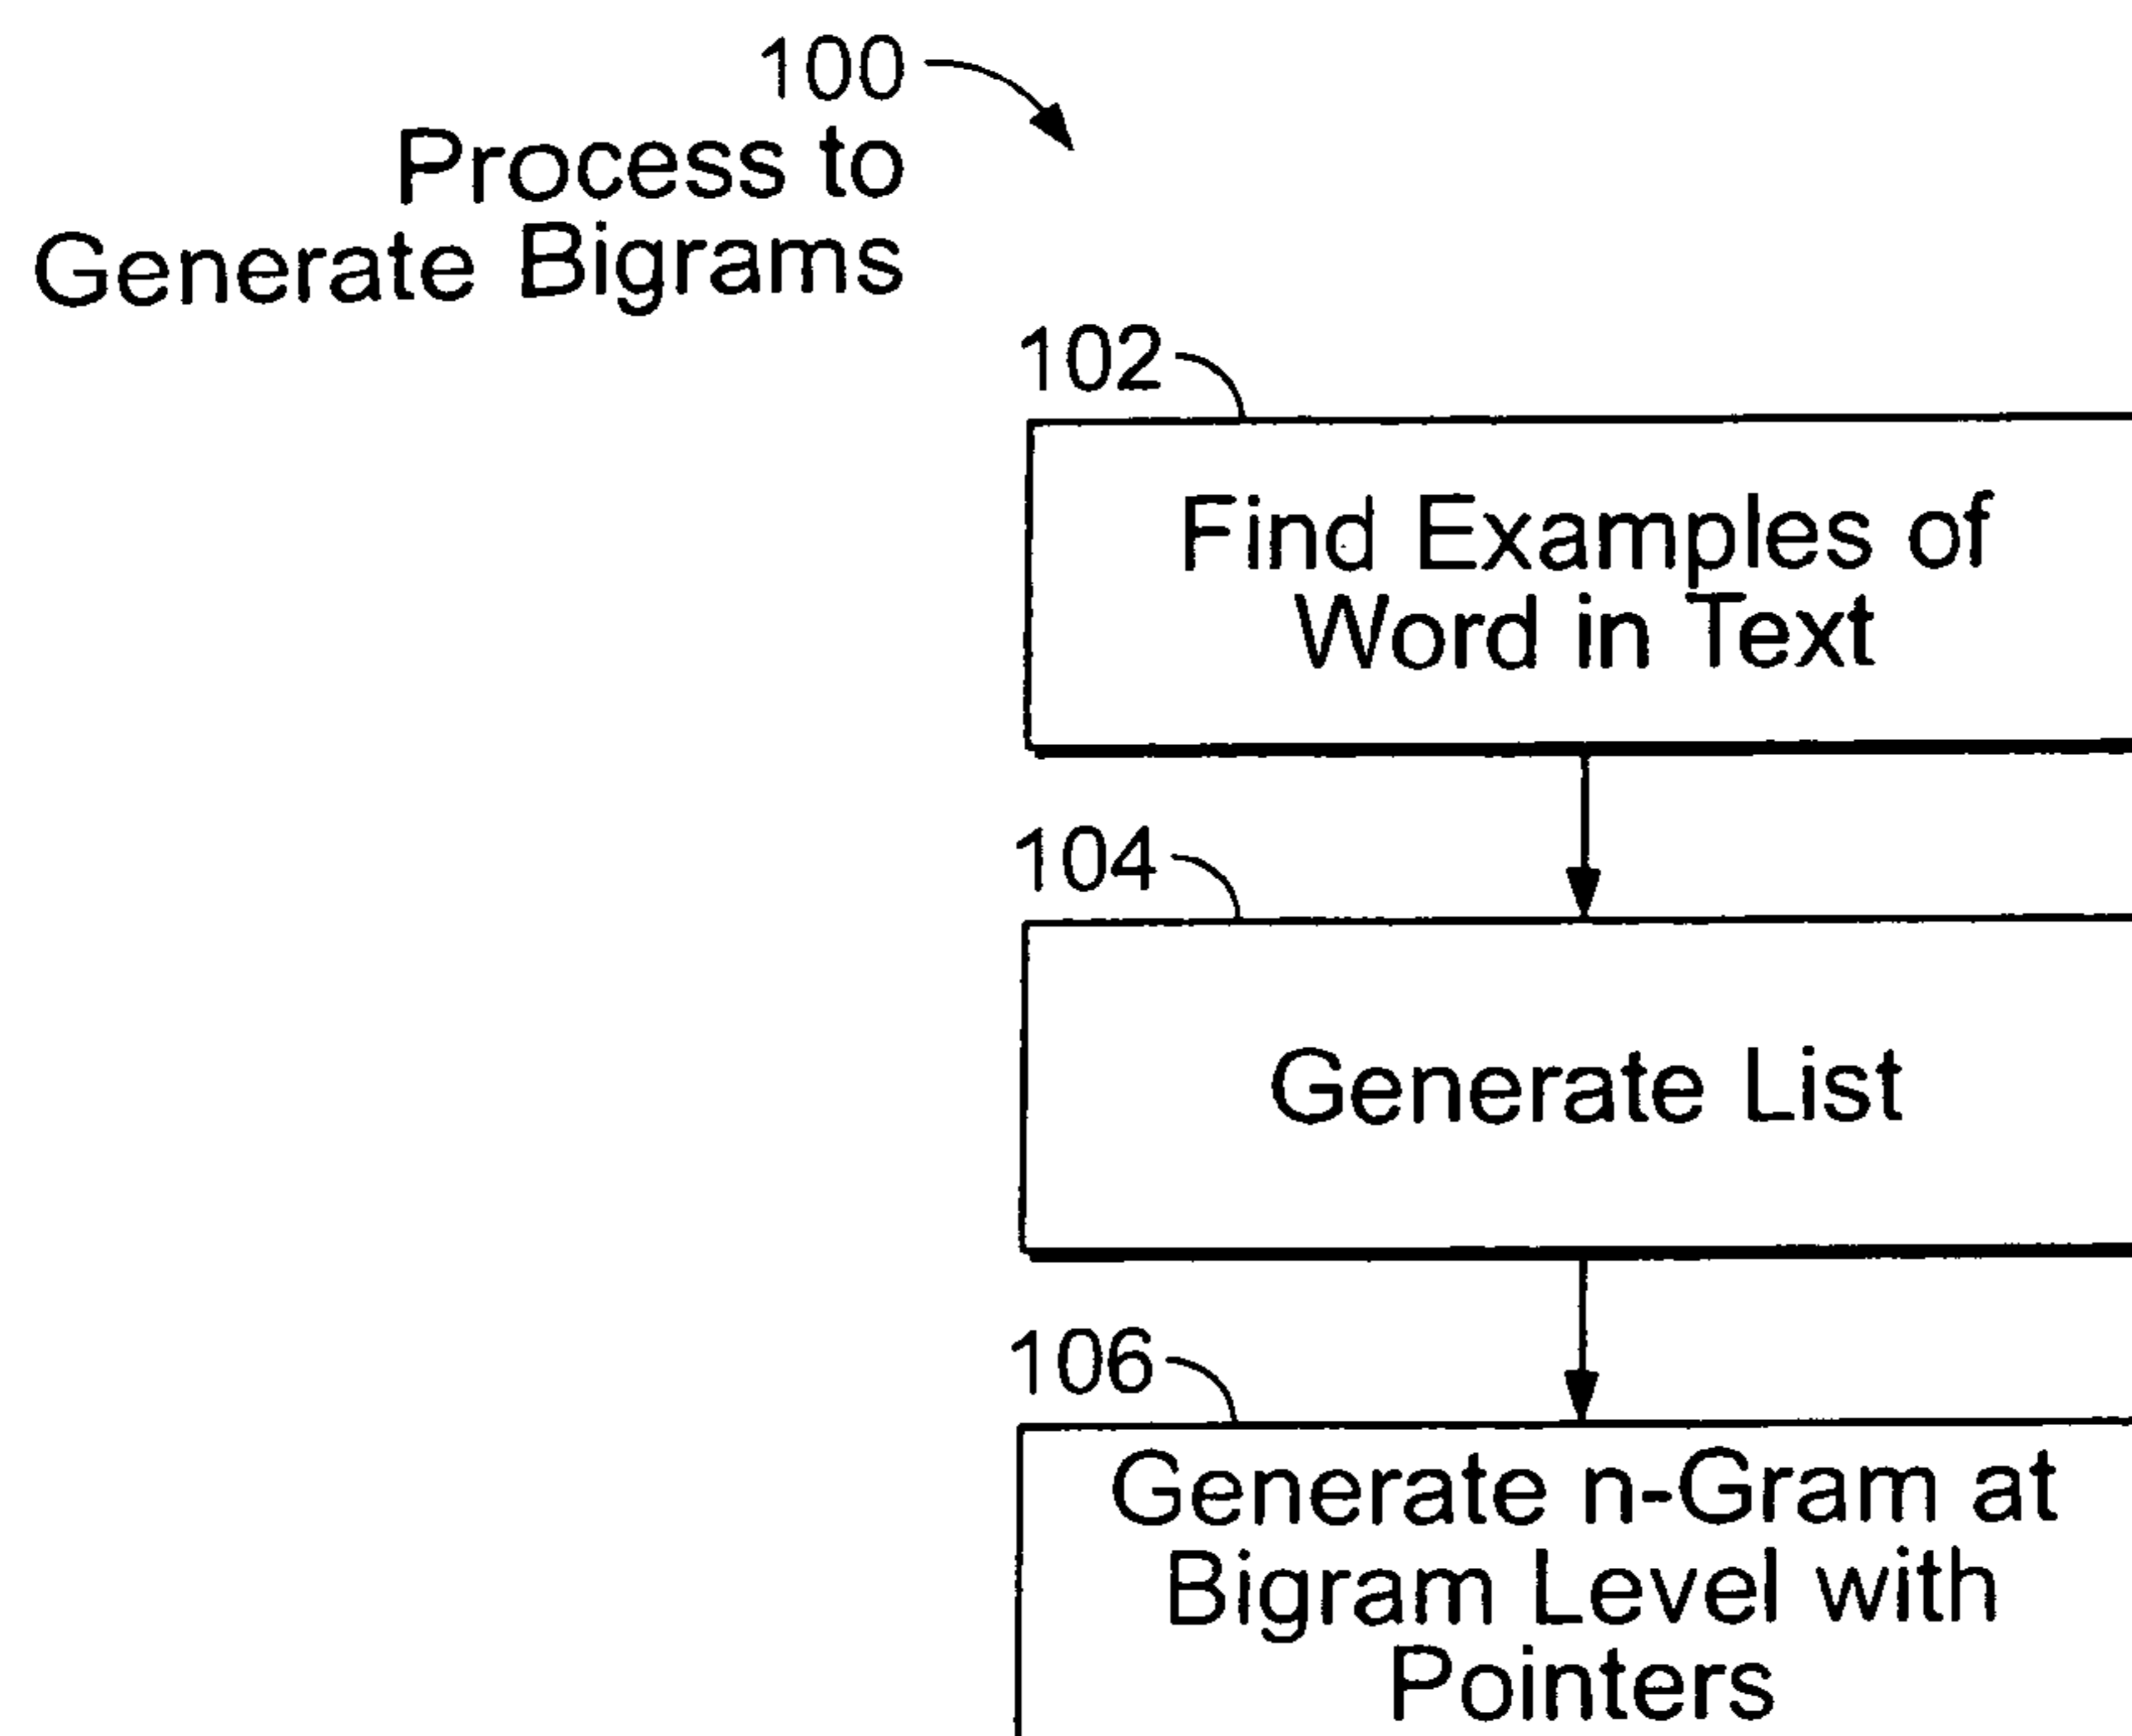 100
Process to
Generate Bigrams
102
Find Examples of
Word in Text
104
Generate List
106
Generate n-Gram at
Bigram Level with
Pointers